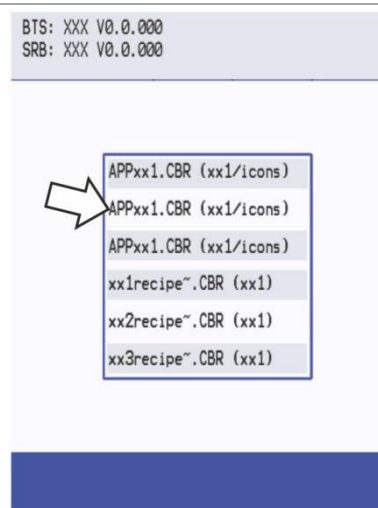 BTS: XXX V0.0.000
SRB: XXX V0.0.000
APPxx1.CBR (xx1/icons)
APPxx1.CBR (xx1/icons)
APPxx1.CBR (xx1/icons)
xx1recipe~.CBR (xx1)
xx2recipe~.CBR (xx1)
xx3recipe~.CBR (xx1)